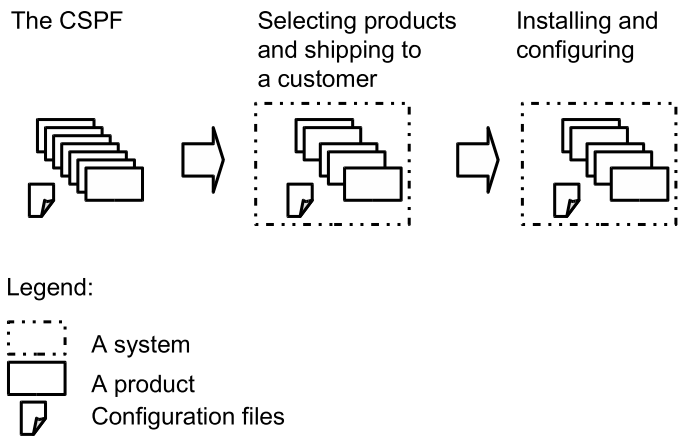 The CSPF
Selecting products
and shipping to
a customer
Installing and
configuring
Legend:
A system
A product
Configuration files